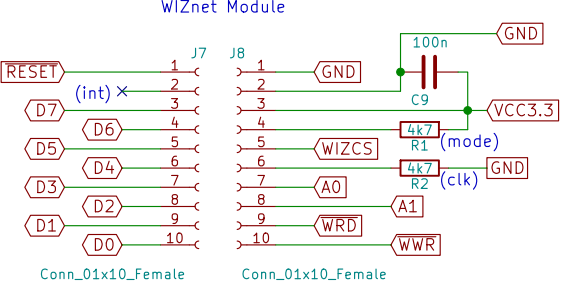 WIZnet Module
GND
100n
J7 J8
RESET 1 1 GND
(int) 2 2
C9
D7 3 3 VCC3.3
D6 4 4 4k7 (mode)
R1
D5 5 5 WIZCS
D4 6 6 4k7 GND
R2 (clk)
D3 7 7 A0
D2 8 8 A1
D1 9 9 WRD
D0 10 10 WWR
Conn_01x10_Female Conn_01x10_Female